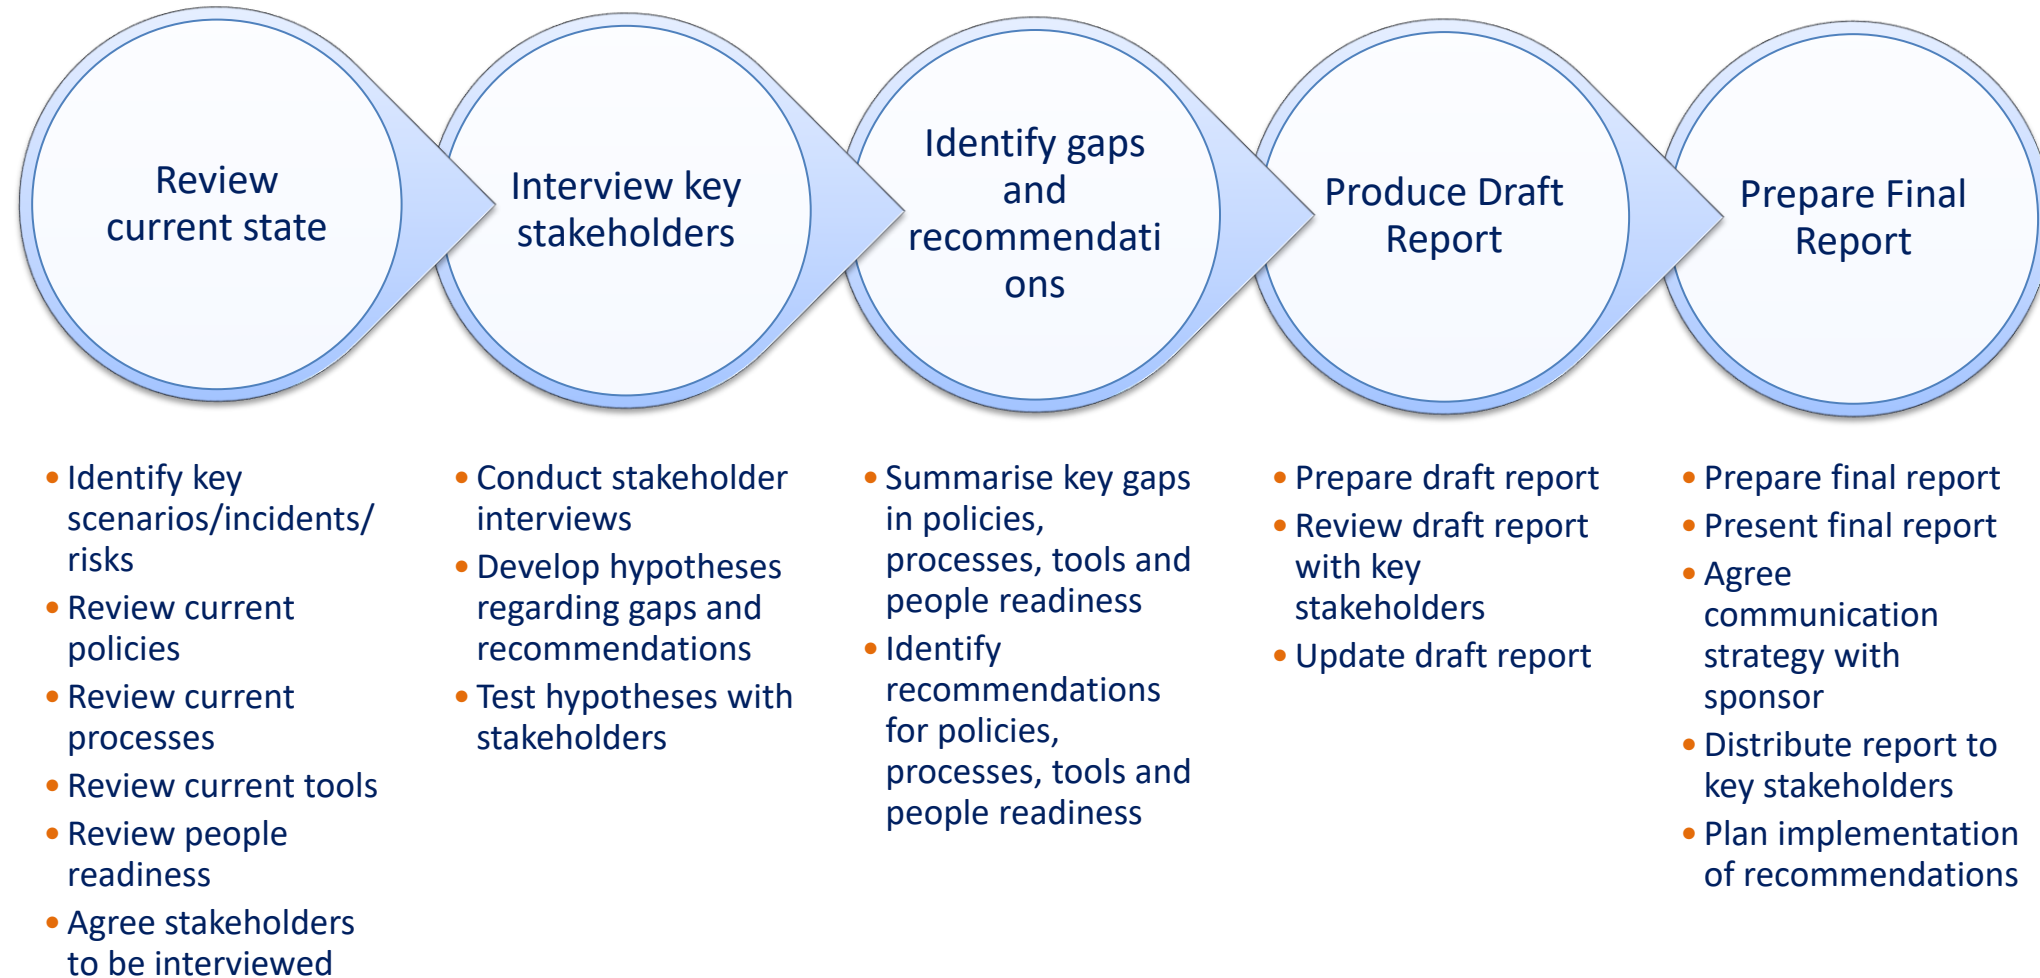 Review
current state
Interview key
stakeholders
Identify gaps
and
recommendati
ons
Produce Draft
Report
Prepare Final
Report
• Identify key
scenarios/incidents/
risks
• Review current
policies
• Review current
processes
• Review current tools
• Review people
readiness
• Agree stakeholders
to be interviewed
• Conduct stakeholder
interviews
• Develop hypotheses
regarding gaps and
recommendations
• Test hypotheses with
stakeholders
• Summarise key gaps
in policies,
processes, tools and
people readiness
• Identify
recommendations
for policies,
processes, tools and
people readiness
• Prepare draft report
• Review draft report
with key
stakeholders
• Update draft report
• Prepare final report
• Present final report
• Agree
communication
strategy with
sponsor
• Distribute report to
key stakeholders
• Plan implementation
of recommendations